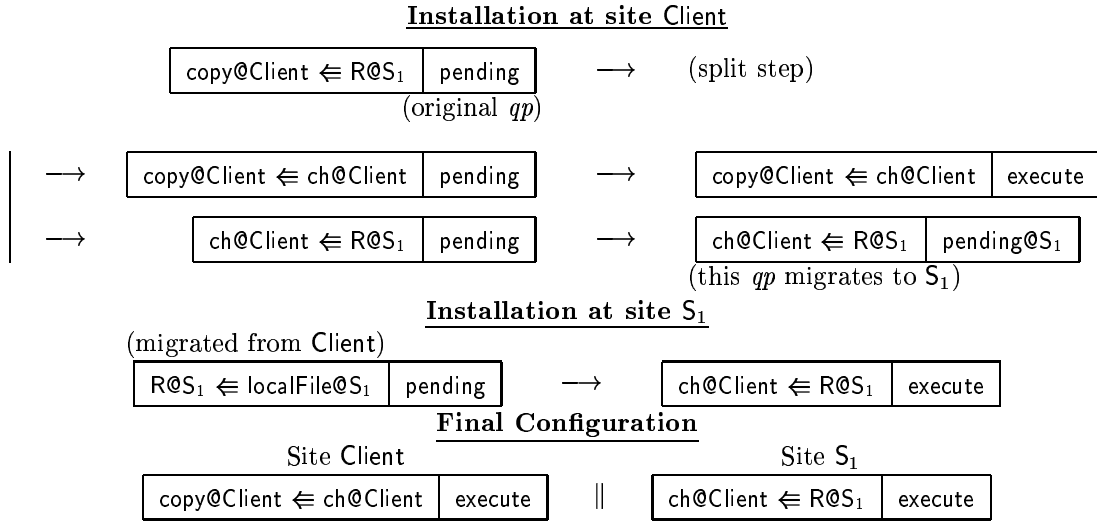 Installation at site Client
copy@Client ⇚ R@S₁ pending ⟶ (split step)
(original qp)
⟶ copy@Client ⇚ ch@Client pending ⟶ copy@Client ⇚ ch@Client execute
⟶ ch@Client ⇚ R@S₁ pending ⟶ ch@Client ⇚ R@S₁ pending@S₁
(this qp migrates to S₁)
Installation at site S₁
(migrated from Client)
R@S₁ ⇚ localFile@S₁ pending ⟶ ch@Client ⇚ R@S₁ execute
Final Configuration
Site Client Site S₁
copy@Client ⇚ ch@Client execute ∥ ch@Client ⇚ R@S₁ execute